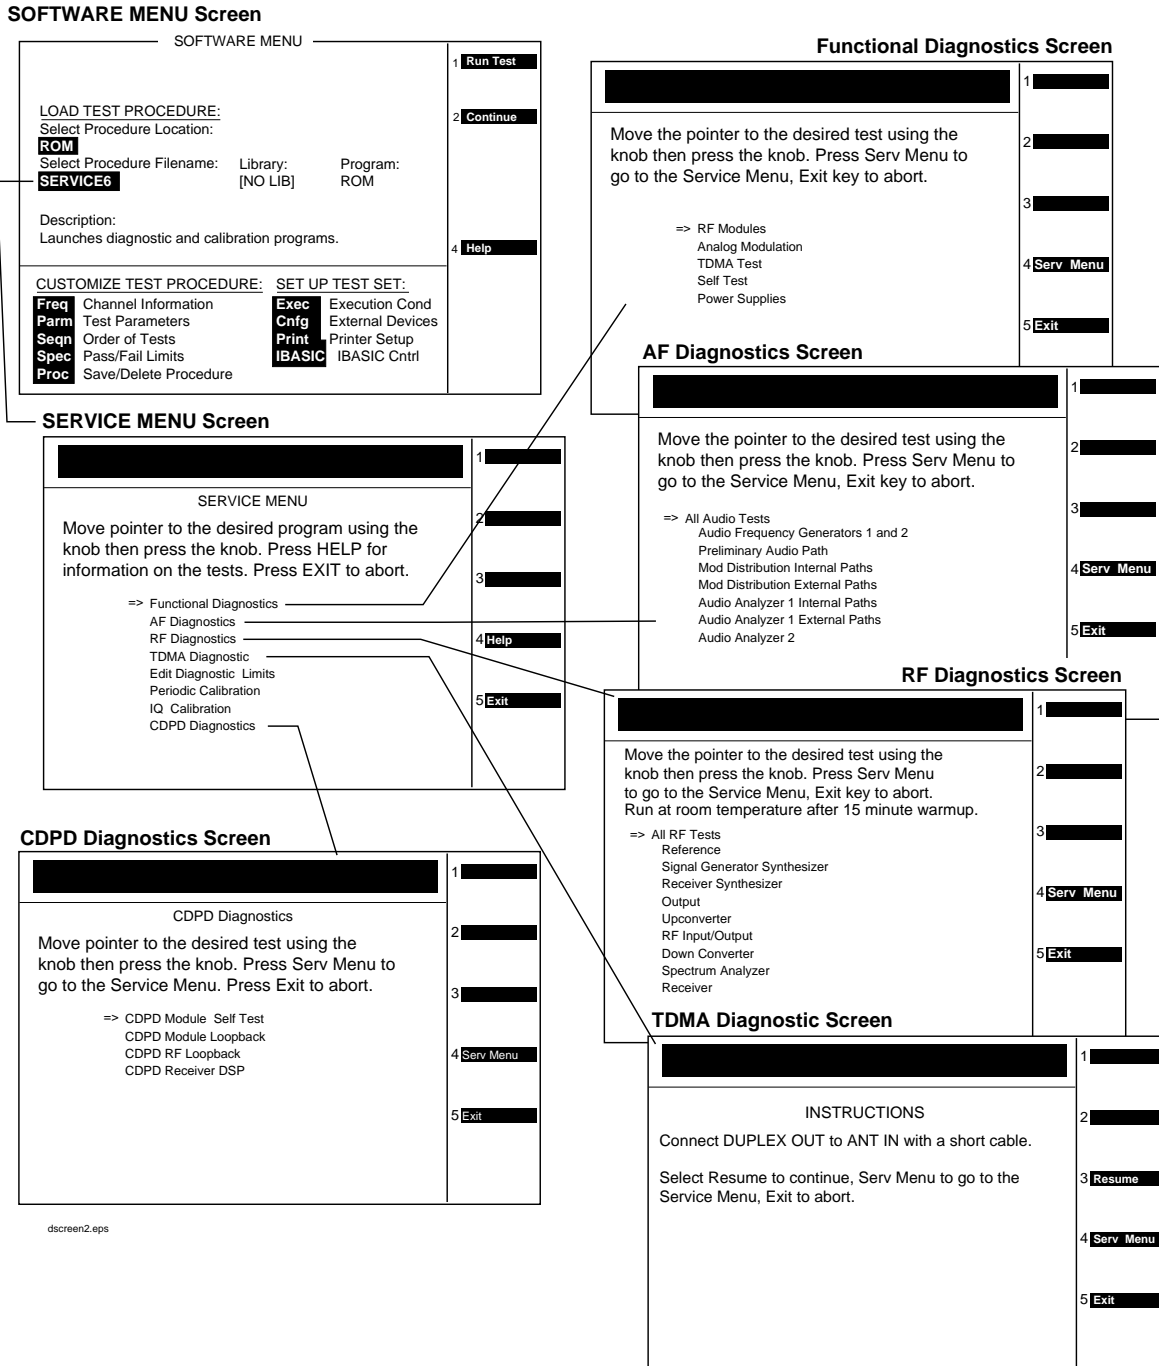 SOFTWARE MENU Screen
SOFTWARE MENU
1 Run Test
LOAD TEST PROCEDURE:
2 Continue
Select Procedure Location:
ROM
Select Procedure Filename: Library: Program:
SERVICE6 [NO LIB] ROM
Description:
Launches diagnostic and calibration programs.
4 Help
CUSTOMIZE TEST PROCEDURE: SET UP TEST SET:
Freq Channel Information Exec Execution Cond
Parm Test Parameters Cnfg External Devices
Seqn Order of Tests Print Printer Setup
Spec Pass/Fail Limits IBASIC IBASIC Cntrl
Proc Save/Delete Procedure
Functional Diagnostics Screen
1
Move the pointer to the desired test using the
knob then press the knob. Press Serv Menu to
go to the Service Menu, Exit key to abort.
2
3
=> RF Modules
Analog Modulation
TDMA Test
Self Test
Power Supplies
4 Serv Menu
5 Exit
AF Diagnostics Screen
1
Move the pointer to the desired test using the
knob then press the knob. Press Serv Menu to
go to the Service Menu, Exit key to abort.
2
3
=> All Audio Tests
Audio Frequency Generators 1 and 2
Preliminary Audio Path
Mod Distribution Internal Paths
Mod Distribution External Paths
Audio Analyzer 1 Internal Paths
Audio Analyzer 1 External Paths
Audio Analyzer 2
4 Serv Menu
5 Exit
SERVICE MENU Screen
1
SERVICE MENU
Move pointer to the desired program using the
knob then press the knob. Press HELP for
information on the tests. Press EXIT to abort.
2
3
=> Functional Diagnostics
AF Diagnostics
RF Diagnostics
TDMA Diagnostic
Edit Diagnostic Limits
Periodic Calibration
IQ Calibration
CDPD Diagnostics
4 Help
5 Exit
RF Diagnostics Screen
1
Move the pointer to the desired test using the
knob then press the knob. Press Serv Menu
to go to the Service Menu, Exit key to abort.
Run at room temperature after 15 minute warmup.
2
3
=> All RF Tests
Reference
Signal Generator Synthesizer
Receiver Synthesizer
Output
Upconverter
RF Input/Output
Down Converter
Spectrum Analyzer
Receiver
4 Serv Menu
5 Exit
CDPD Diagnostics Screen
1
CDPD Diagnostics
Move pointer to the desired test using the
knob then press the knob. Press Serv Menu to
go to the Service Menu. Press Exit to abort.
2
3
=> CDPD Module Self Test
CDPD Module Loopback
CDPD RF Loopback
CDPD Receiver DSP
4 Serv Menu
5 Exit
TDMA Diagnostic Screen
1
INSTRUCTIONS
2
Connect DUPLEX OUT to ANT IN with a short cable.
Select Resume to continue, Serv Menu to go to the
Service Menu, Exit to abort.
3 Resume
4 Serv Menu
5 Exit
dscreen2.eps